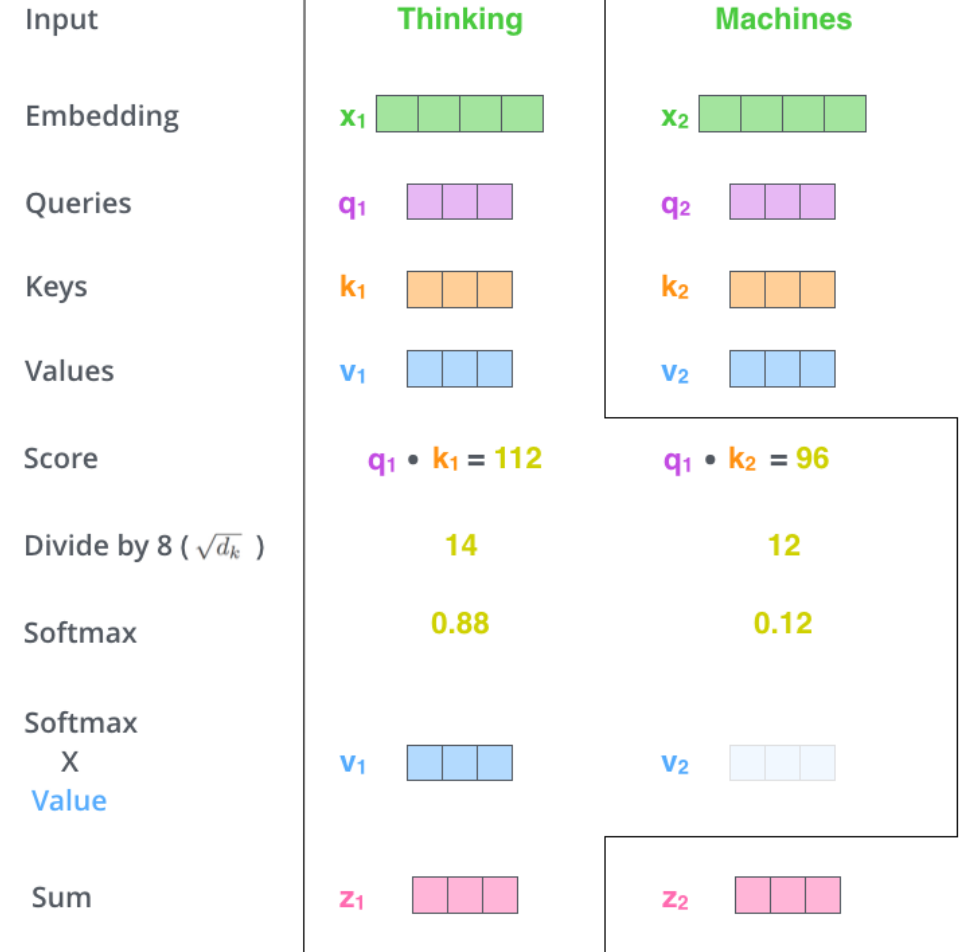 Input Thinking Machines
Embedding x1 x2
Queries q1 q2
Keys k1 k2
Values v1 v2
Score q1 • k1 = 112 q1 • k2 = 96
Divide by 8 ( √dk ) 14 12
Softmax 0.88 0.12
Softmax
X v1 v2
Value
Sum z1 z2